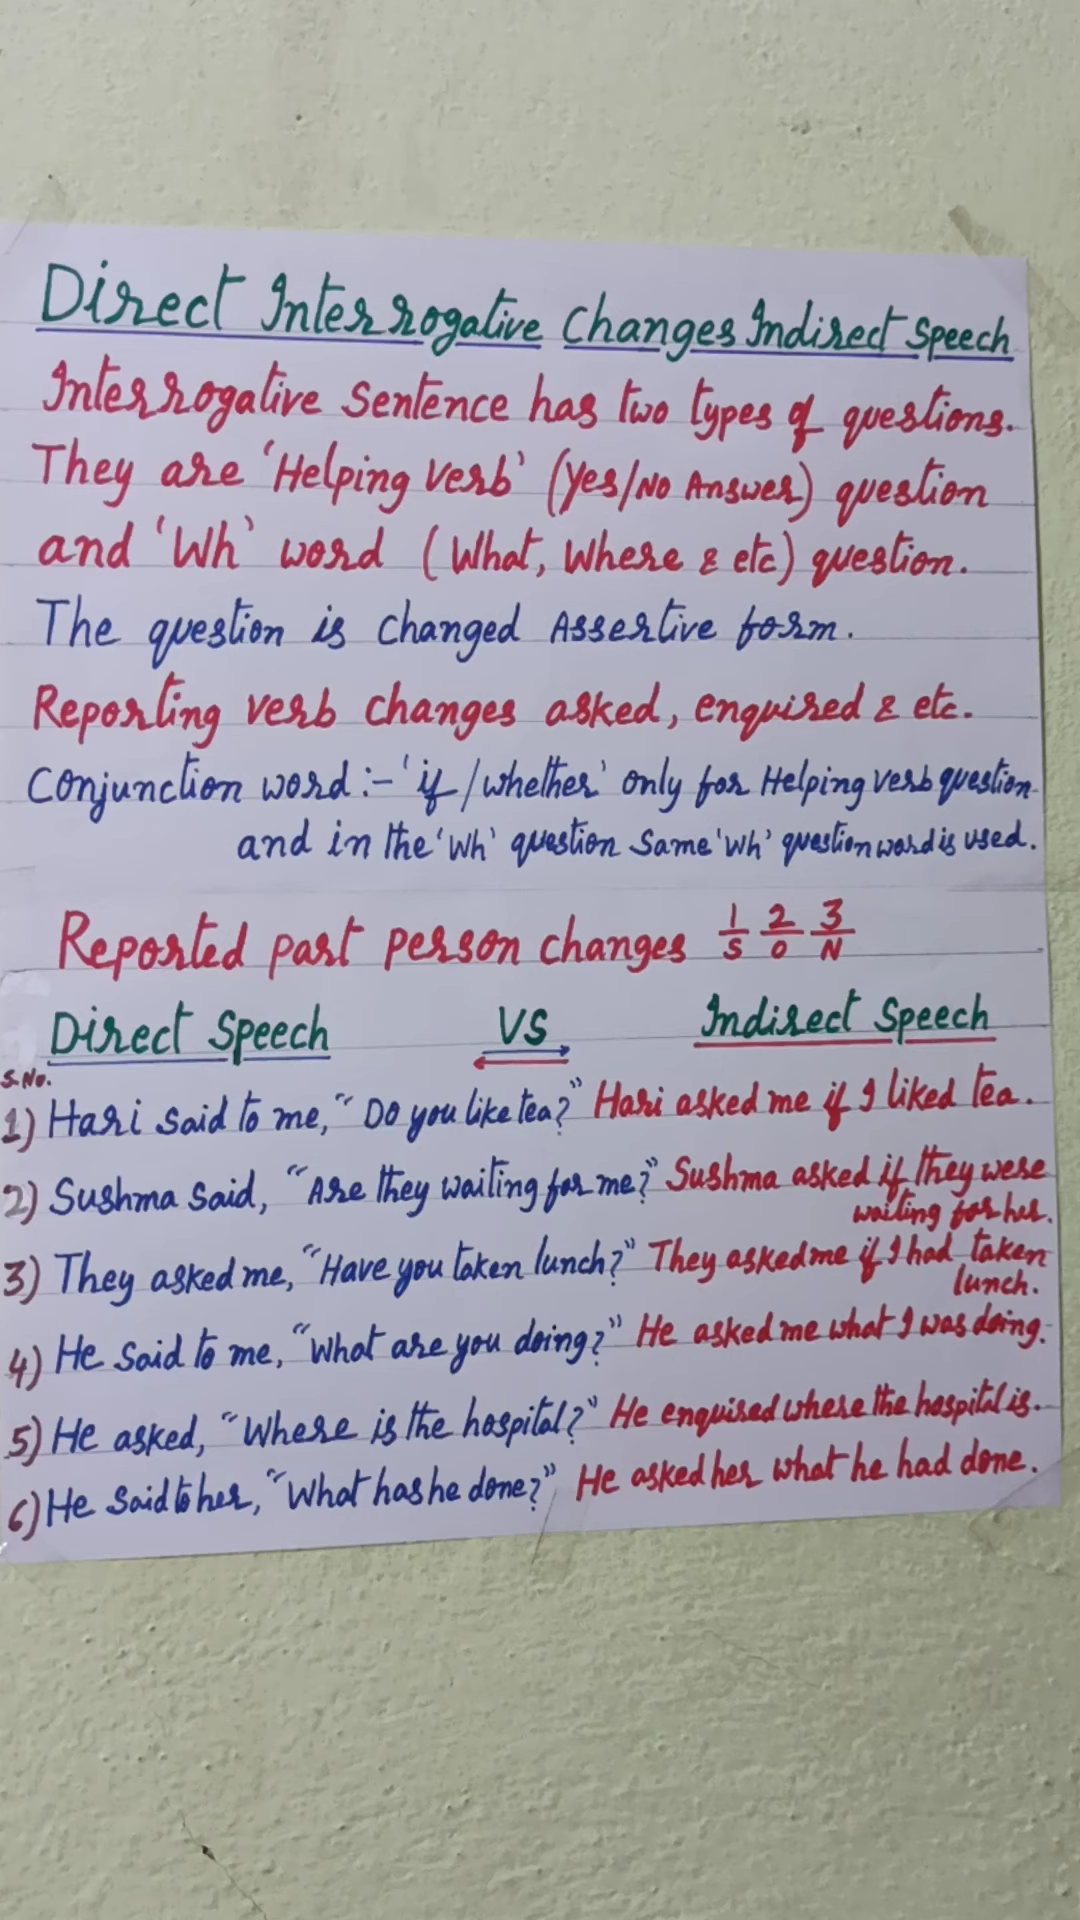 Direct Interrogative Changes Indirect Speech
Interrogative Sentence has two types of questions.
They are 'Helping verb' (Yes/No Answer) question
and 'Wh' word (What, Where & etc) question.
The question is changed Assertive form.
Reporting verb changes asked, enquired & etc.
Conjunction word :- 'if/whether' only for Helping verb question
and in the 'Wh' question Same 'Wh' question word is used.
Reported part person changes 1/S 2/O 3/N
Direct Speech VS Indirect Speech
S.No.
1) Hari said to me, "Do you like tea?" Hari asked me if I liked tea.
2) Sushma said, "Are they waiting for me?" Sushma asked if they were
waiting for her.
3) They asked me, "Have you taken lunch?" They asked me if I had taken
lunch.
4) He said to me, "What are you doing?" He asked me what I was doing.
5) He asked, "Where is the hospital?" He enquired where the hospital is.
6) He said to her, "What has he done?" He asked her what he had done.